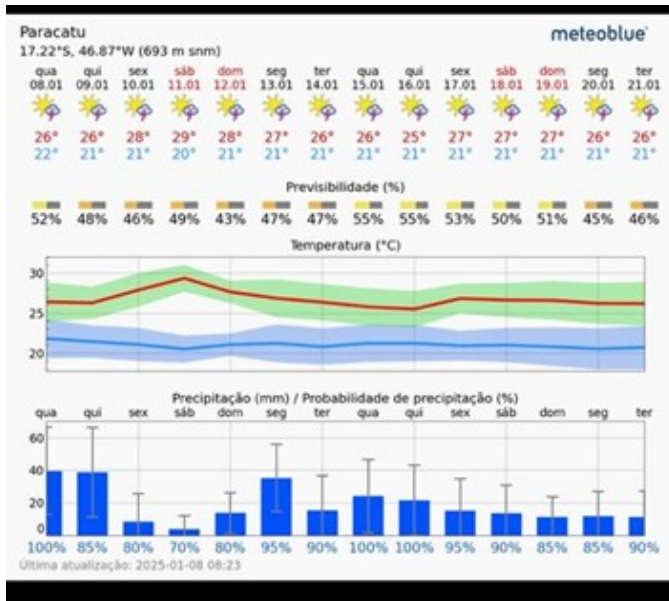 Paracatu
meteoblue
17.22°S, 46.87°W (693 m snm)
qua qui sex sáb dom seg ter qua qui sex sáb dom seg ter
08.01 09.01 10.01 11.01 12.01 13.01 14.01 15.01 16.01 17.01 18.01 19.01 20.01 21.01
26° 26° 28° 29° 28° 27° 26° 26° 25° 27° 27° 27° 26° 26°
22° 21° 21° 20° 21° 21° 21° 21° 21° 21° 21° 21° 21° 21°
Previsibilidade (%)
52% 48% 46% 49% 43% 47% 47% 55% 55% 53% 50% 51% 45% 46%
Temperatura (°C)
30
25
20
Precipitação (mm) / Probabilidade de precipitação (%)
qua qui sex sáb dom seg ter qua qui sex sáb dom seg ter
60
40
20
0
100% 85% 80% 70% 80% 95% 90% 100% 100% 95% 90% 85% 85% 90%
Última atualização: 2025-01-08 08:23